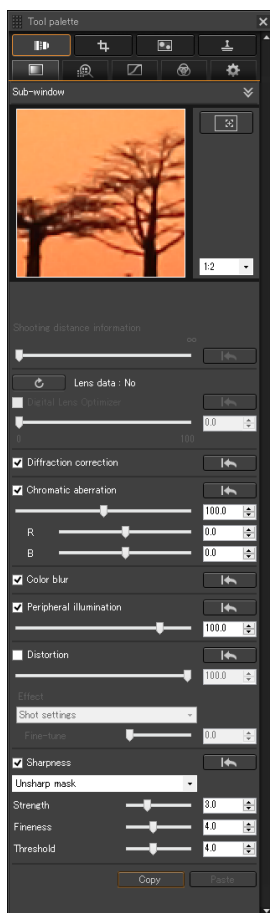 Tool palette
Sub-window
1:2
Shooting distance information
∞
Lens data : No
Digital Lens Optimizer
0.0
0 100
Diffraction correction
Chromatic aberration
100.0
R 0.0
B 0.0
Color blur
Peripheral illumination
100.0
Distortion
100.0
Effect
Shot settings
Fine-tune 0.0
Sharpness
Unsharp mask
Strength 3.0
Fineness 4.0
Threshold 4.0
Copy Paste